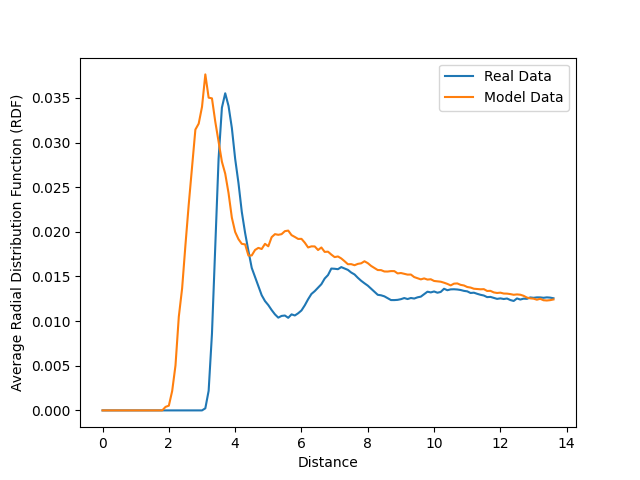 Real Data
Model Data
Average Radial Distribution Function (RDF)
0.035
0.030
0.025
0.020
0.015
0.010
0.005
0.000
0 2 4 6 8 10 12 14
Distance